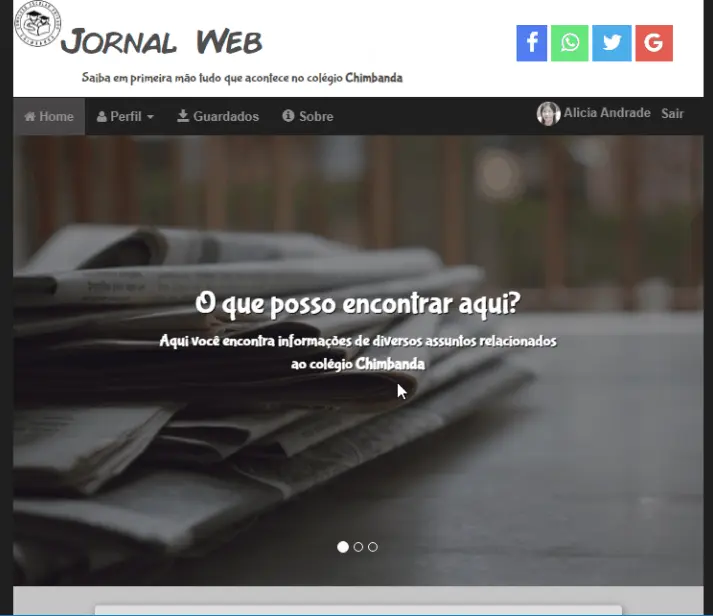 JORNAL WEB
Saiba em primeira mão tudo que acontece no colégio Chimbanda
Home Perfil Guardados Sobre Alicia Andrade Sair
O que posso encontrar aqui?
Aqui você encontra informações de diversos assuntos relacionados
ao colégio Chimbanda